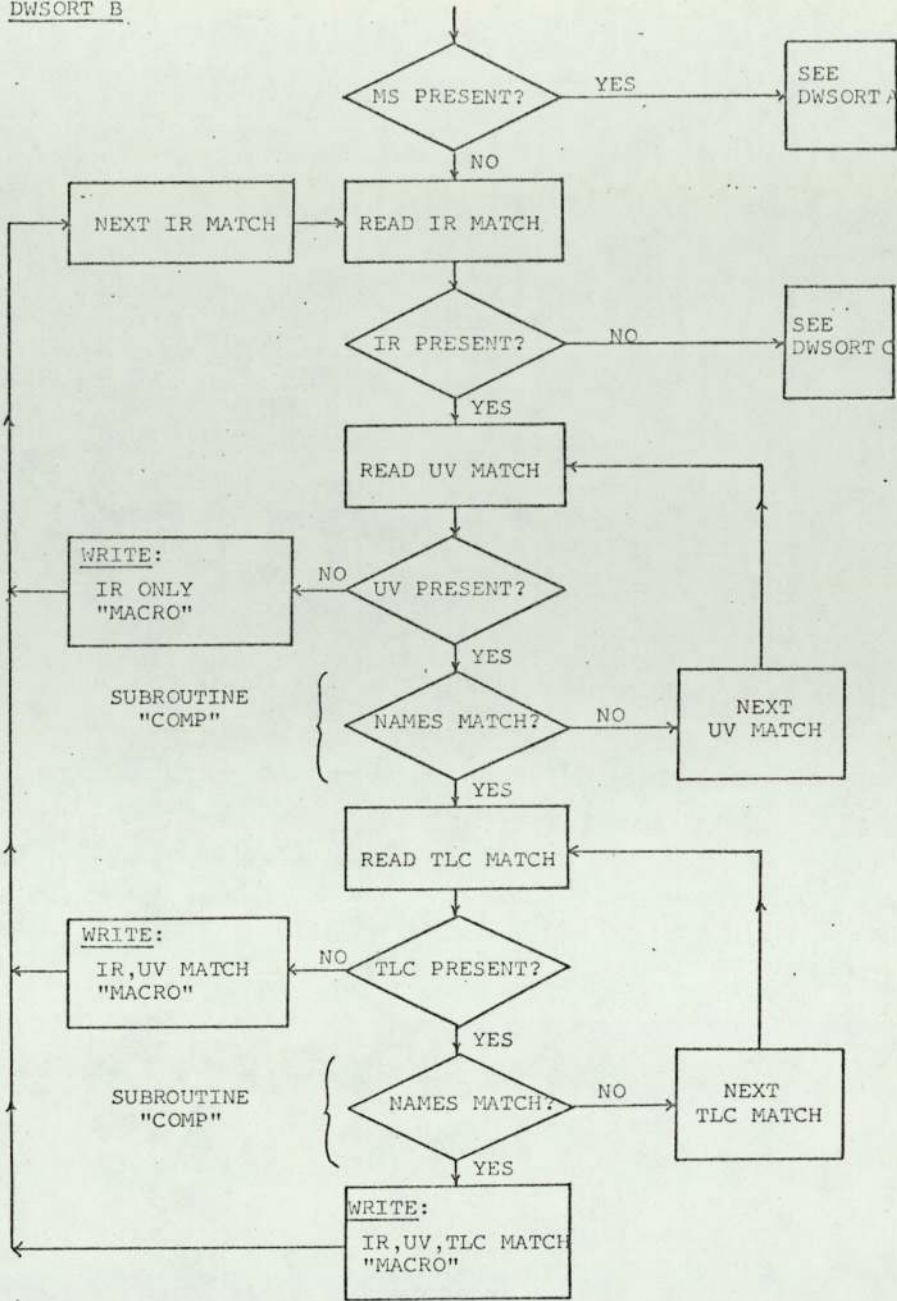 DWSORT B
MS PRESENT?
YES
SEE
DWSORT A
NO
NEXT IR MATCH
READ IR MATCH
IR PRESENT?
NO
SEE
DWSORT C
YES
READ UV MATCH
WRITE:
IR ONLY
"MACRO"
NO
UV PRESENT?
YES
SUBROUTINE
"COMP"
NAMES MATCH?
NO
NEXT
UV MATCH
YES
READ TLC MATCH
WRITE:
IR,UV MATCH
"MACRO"
NO
TLC PRESENT?
YES
SUBROUTINE
"COMP"
NAMES MATCH?
NO
NEXT
TLC MATCH
YES
WRITE:
IR,UV,TLC MATCH
"MACRO"